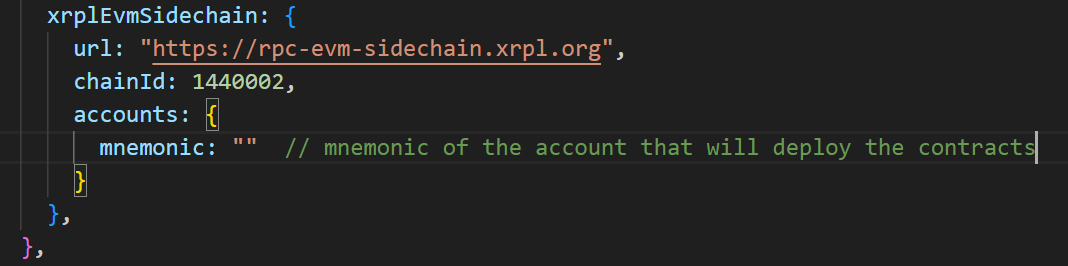 xrplEvmSidechain: {
url: "https://rpc-evm-sidechain.xrpl.org",
chainId: 1440002,
accounts: {
mnemonic: "" // mnemonic of the account that will deploy the contracts
}
},
},